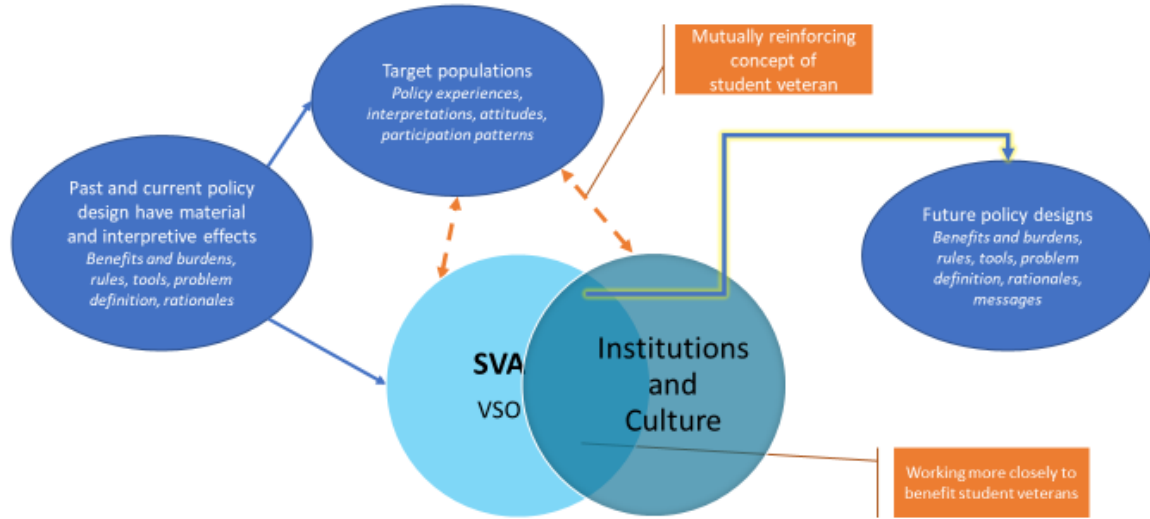 Mutually reinforcing
concept of
student veteran
Target populations
Policy experiences,
interpretations, attitudes,
participation patterns
Past and current policy
design have material
and interpretive effects
Benefits and burdens,
rules, tools, problem
definition, rationales
Future policy designs
Benefits and burdens,
rules, tools, problem
definition, rationales,
messages
SVA
VSO
Institutions
and
Culture
Working more closely to
benefit student veterans